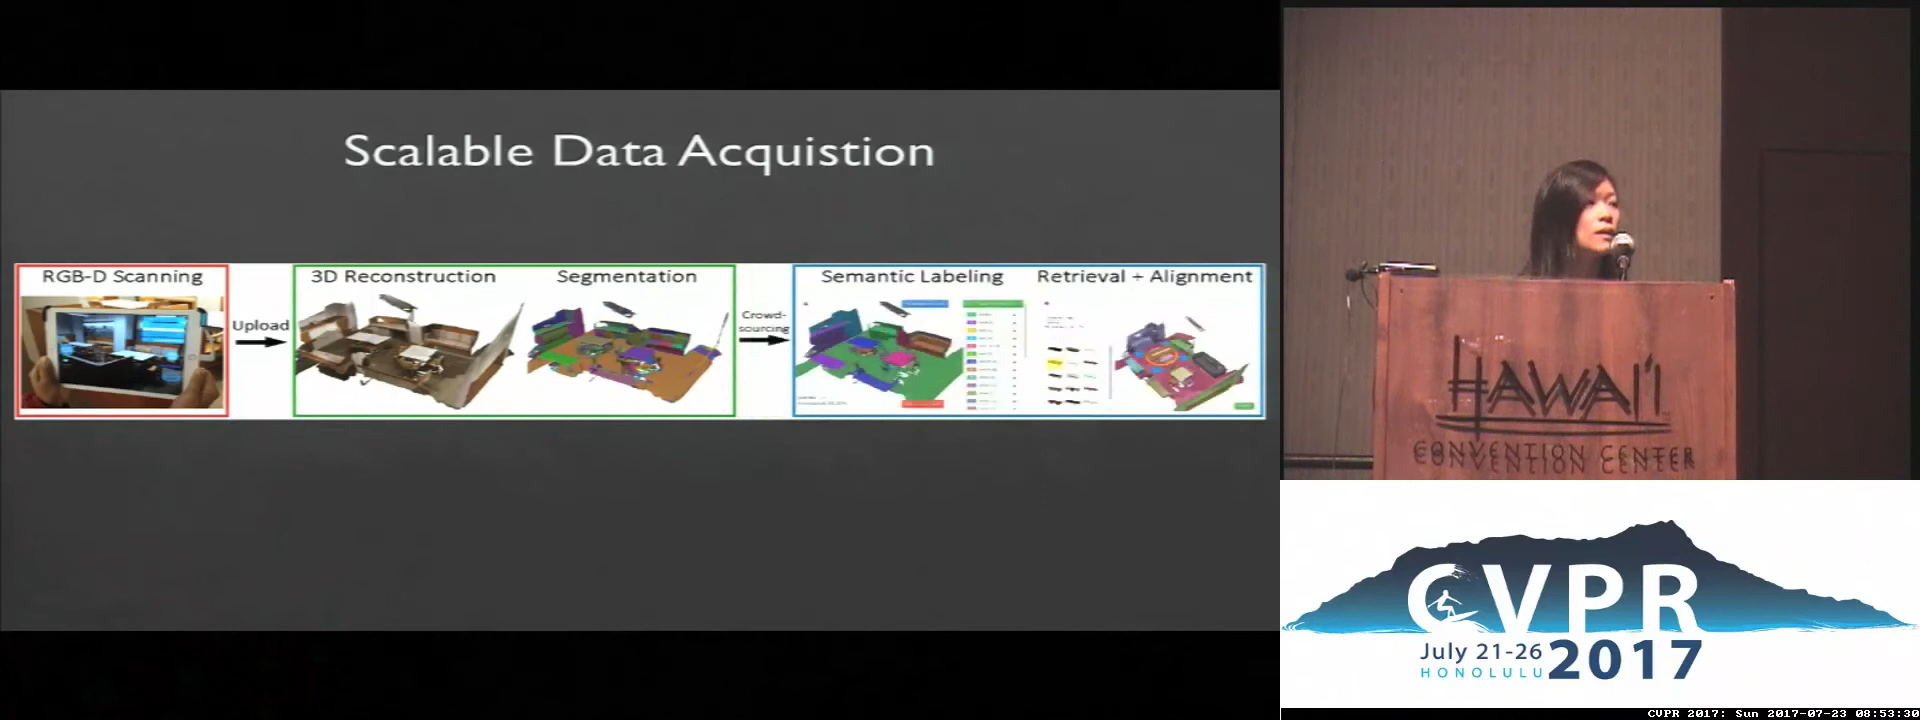 Scalable Data Acquistion
RGB-D Scanning
Upload
3D Reconstruction
Segmentation
Crowd-
sourcing
Semantic Labeling
Retrieval + Alignment
HAWAI'I
CONVENTION CENTER
CVPR
July 21-26
HONOLULU
2017
CVPR 2017: Sun 2017-07-23 08:53:30